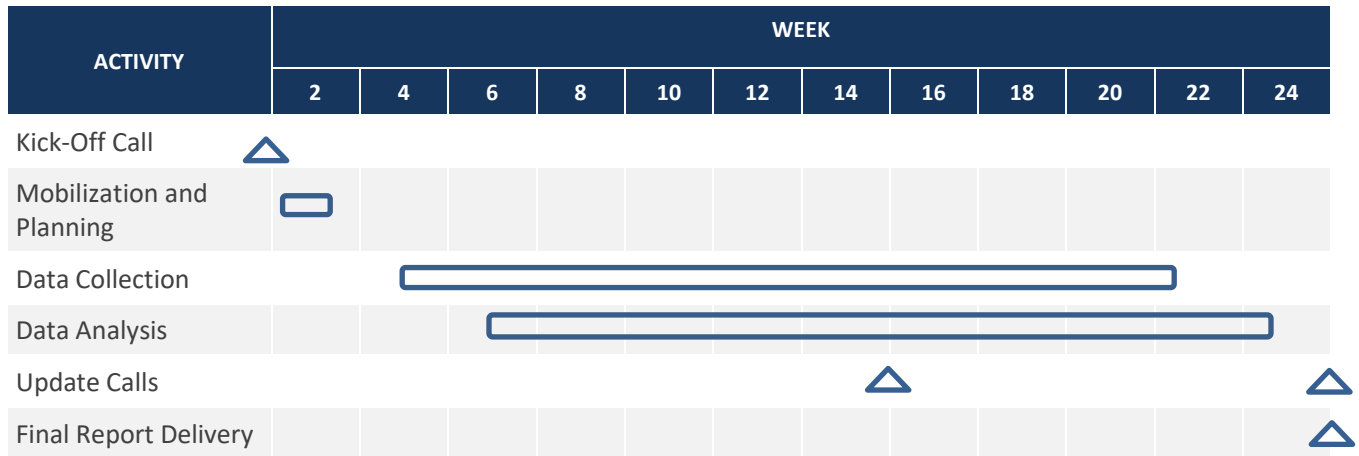 ACTIVITY
WEEK
2 4 6 8 10 12 14 16 18 20 22 24
Kick-Off Call
Mobilization and
Planning
Data Collection
Data Analysis
Update Calls
Final Report Delivery